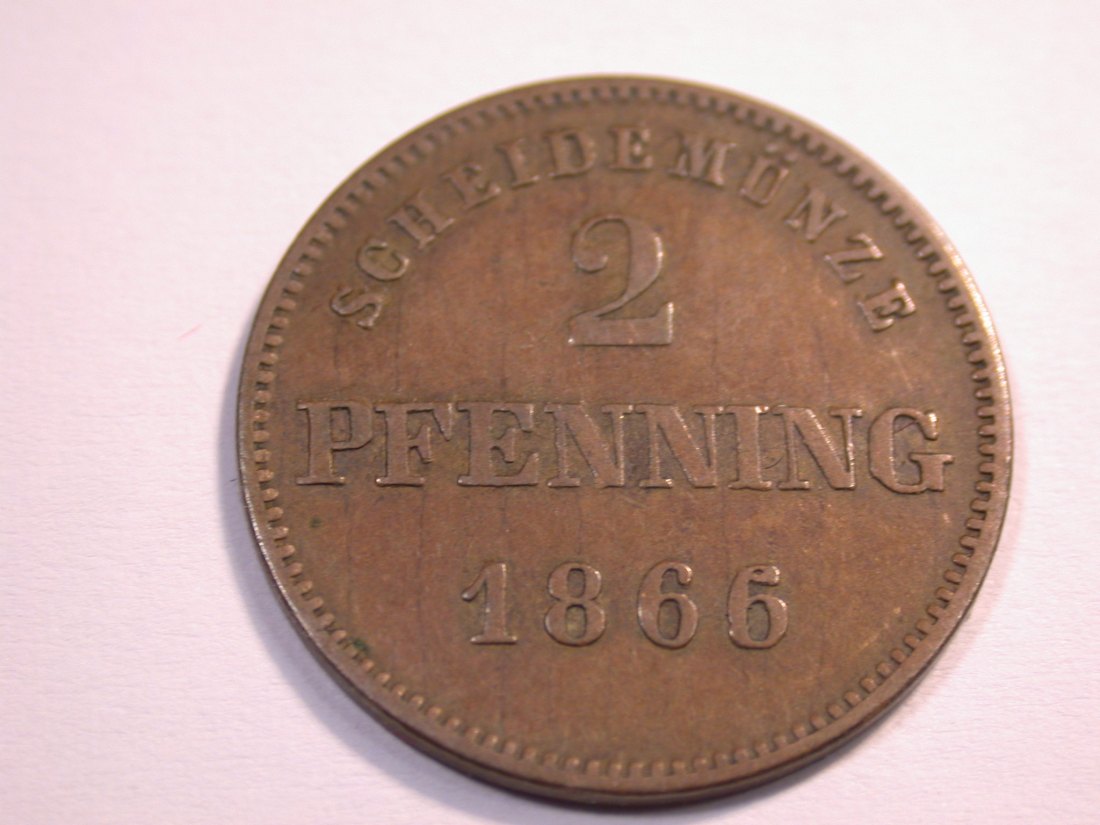 SCHEIDEMÜNZE
2
PFENNING
1866